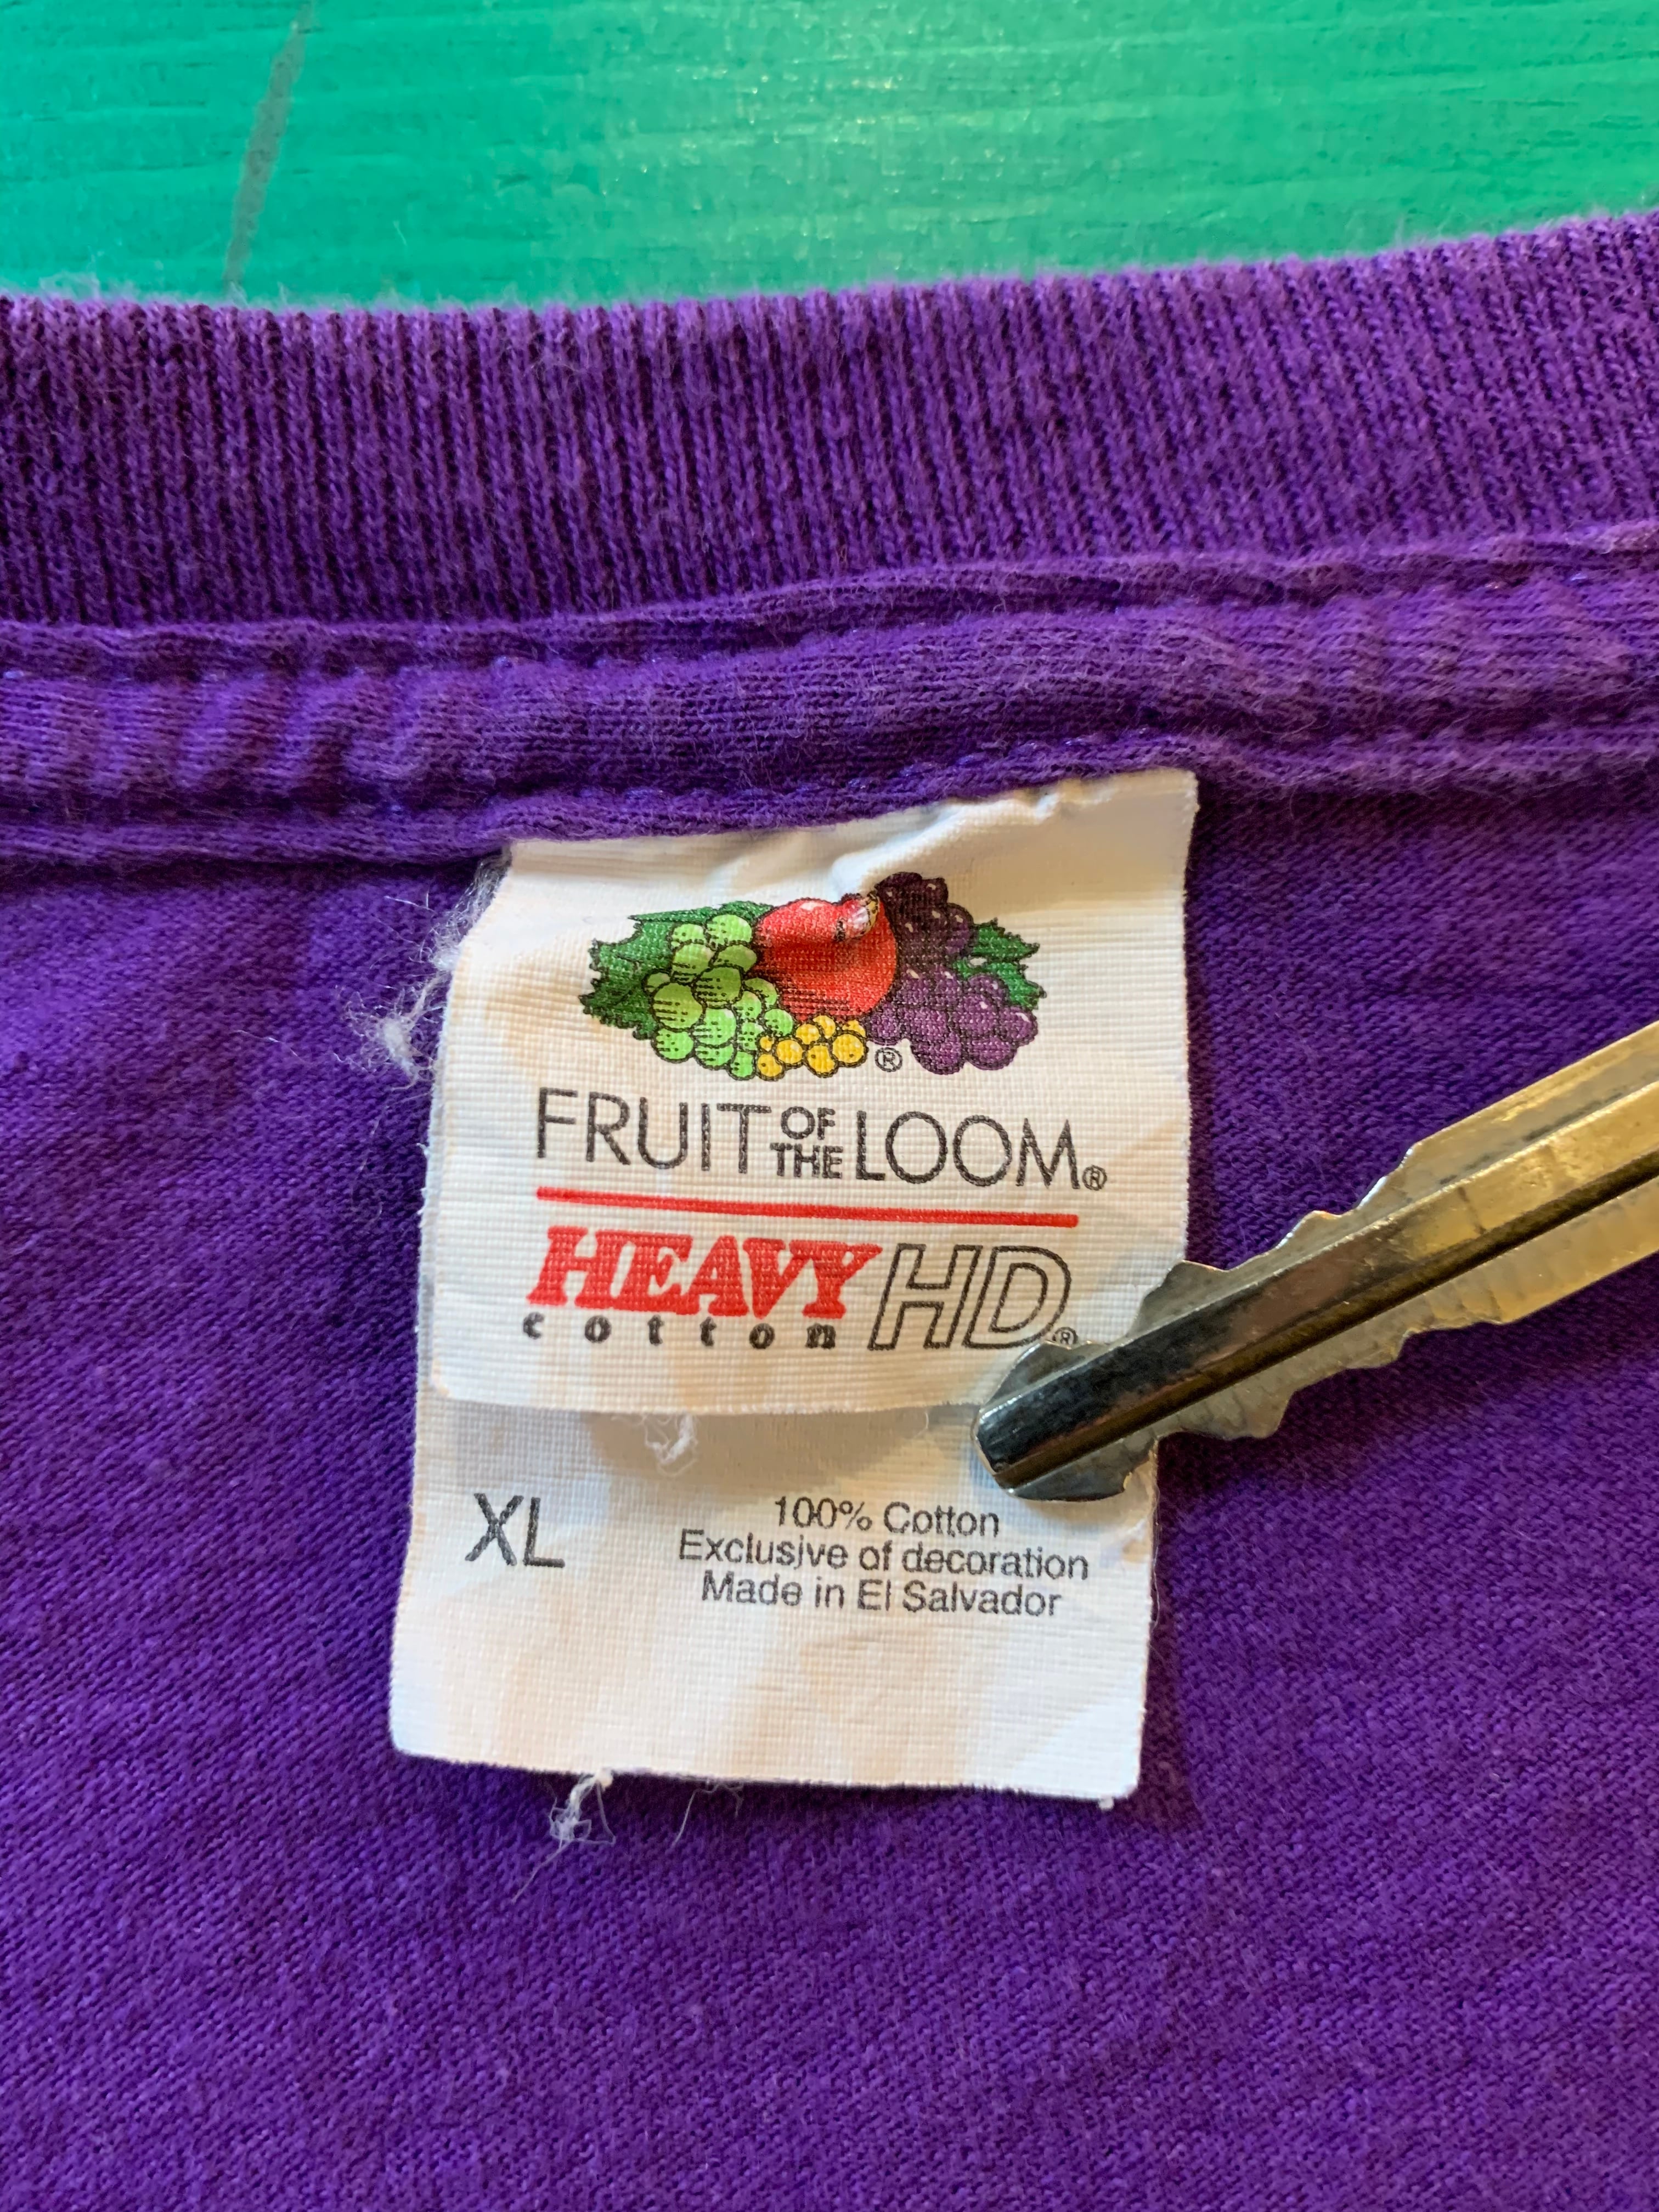 ®
FRUIT OF THE LOOM®
HEAVY HD®
cotton
XL
100% Cotton
Exclusive of decoration
Made in El Salvador